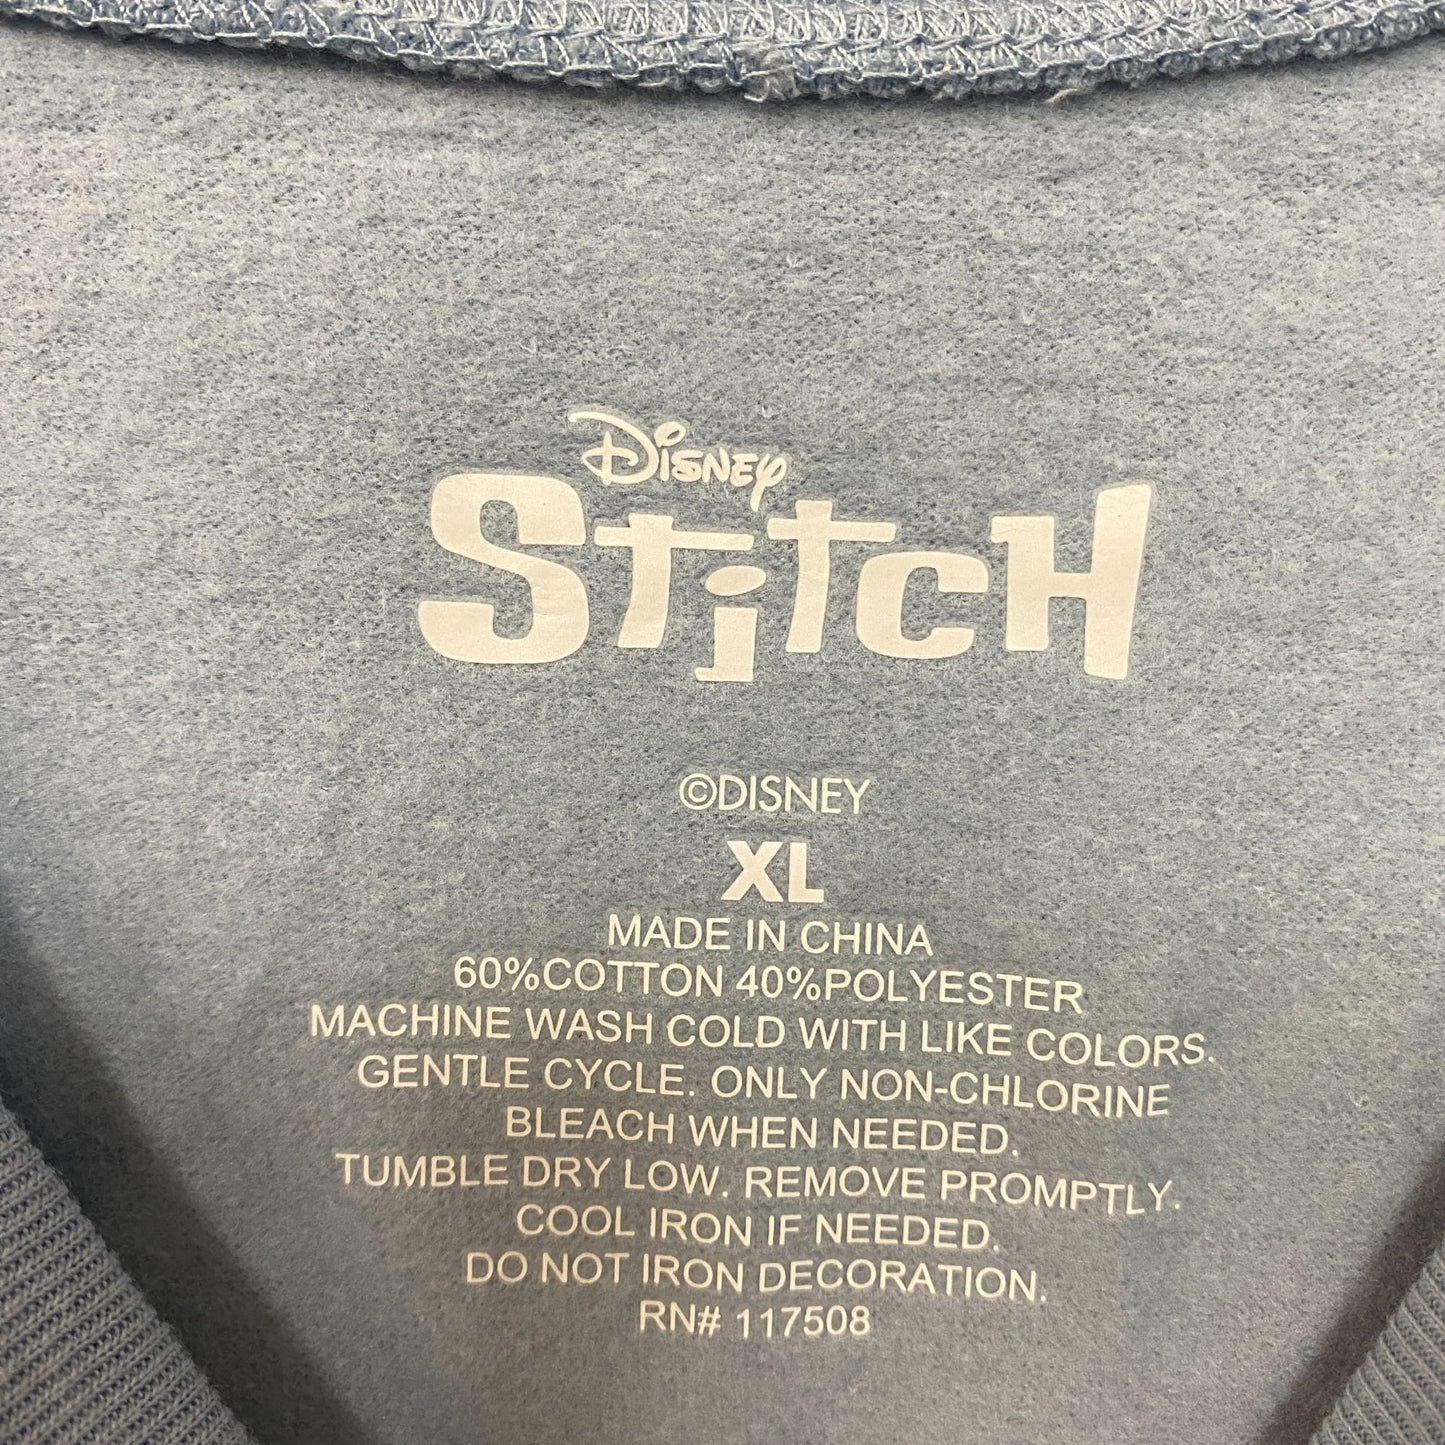 Disney
Stitch
©DISNEY
XL
MADE IN CHINA
60%COTTON 40%POLYESTER
MACHINE WASH COLD WITH LIKE COLORS.
GENTLE CYCLE. ONLY NON-CHLORINE
BLEACH WHEN NEEDED.
TUMBLE DRY LOW. REMOVE PROMPTLY.
COOL IRON IF NEEDED.
DO NOT IRON DECORATION.
RN# 117508